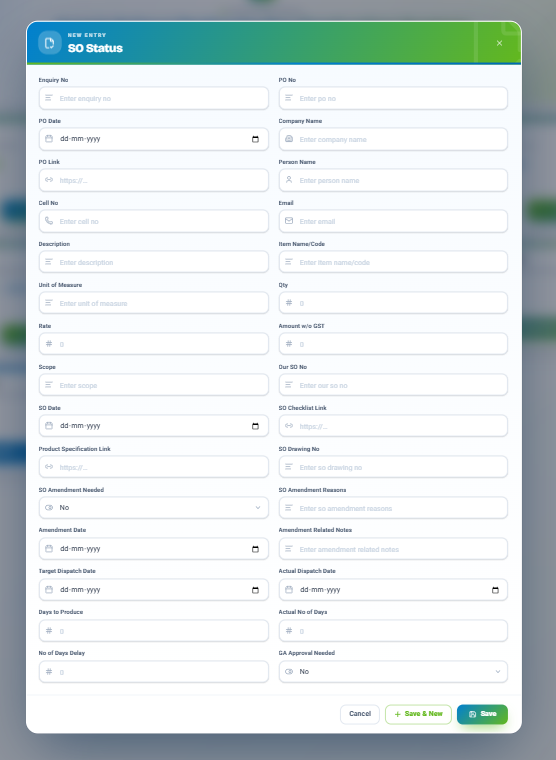 NEW ENTRY
SO Status
Enquiry No
PO No
Enter enquiry no
Enter po no
PO Date
Company Name
dd-mm-yyyy
Enter company name
PO Link
Person Name
https://...
Enter person name
Cell No
Email
Enter cell no
Enter email
Description
Item Name/Code
Enter description
Enter item name/code
Unit of Measure
Qty
Enter unit of measure
# 0
Rate
Amount w/o GST
# 0
# 0
Scope
Our SO No
Enter scope
Enter our so no
SO Date
SO Checklist Link
dd-mm-yyyy
https://...
Product Specification Link
SO Drawing No
https://...
Enter so drawing no
SO Amendment Needed
SO Amendment Reasons
No
Enter so amendment reasons
Amendment Date
Amendment Related Notes
dd-mm-yyyy
Enter amendment related notes
Target Dispatch Date
Actual Dispatch Date
dd-mm-yyyy
dd-mm-yyyy
Days to Produce
Actual No of Days
# 0
# 0
No of Days Delay
GA Approval Needed
# 0
No
Cancel
+ Save & New
Save